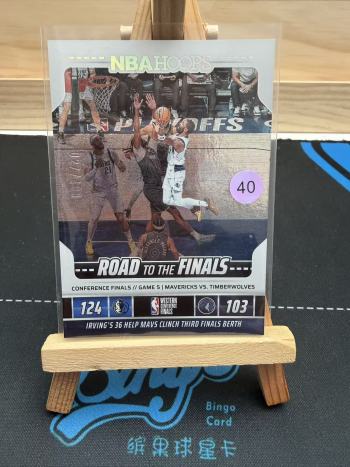 NBA HOOPS
PLAYOFFS
40
ROAD TO THE FINALS
CONFERENCE FINALS // GAME 5 | MAVERICKS VS. TIMBERWOLVES
124 WESTERN CONFERENCE FINALS 103
IRVING'S 36 HELP MAVS CLINCH THIRD FINALS BERTH
Bingo
Bingo
Card
缤果球星卡